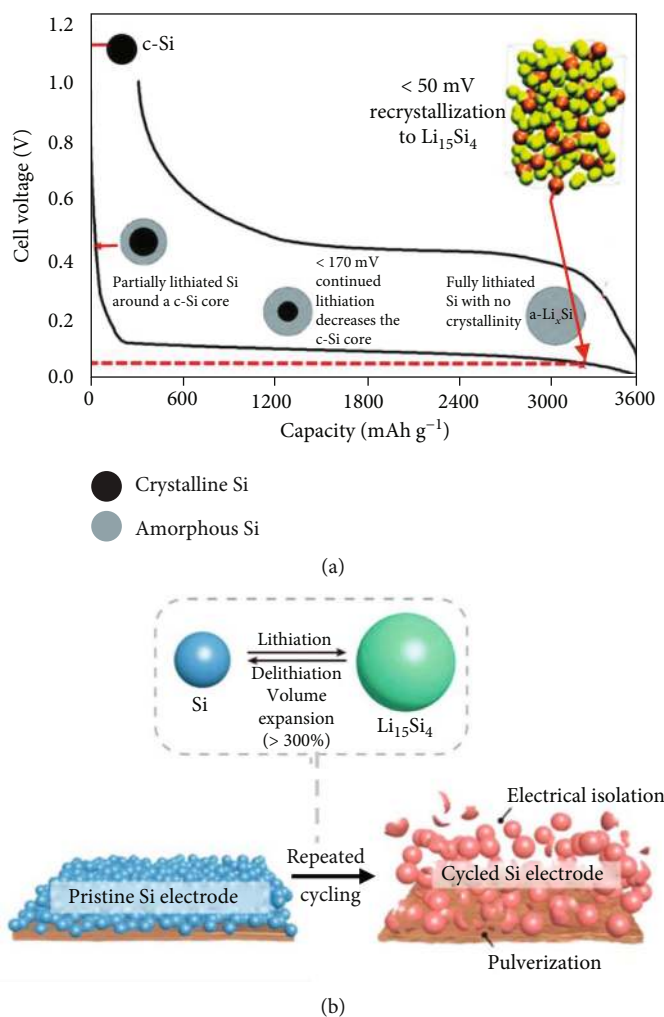 1.2
1.0
0.8
0.6
0.4
0.2
0.0
Cell voltage (V)
c-Si
< 50 mV
recrystallization
to Li₁₅Si₄
Partially lithiated Si
around a c-Si core
< 170 mV
continued
lithiation
decreases the
c-Si core
Fully lithiated
Si with no
crystallinity
a-LiₓSi
0 600 1200 1800 2400 3000 3600
Capacity (mAh g⁻¹)
Crystalline Si
Amorphous Si
(a)
Si
Lithiation
Delithiation
Volume
expansion
(> 300%)
Li₁₅Si₄
Pristine Si electrode
Repeated
cycling
Electrical isolation
Cycled Si electrode
Pulverization
(b)